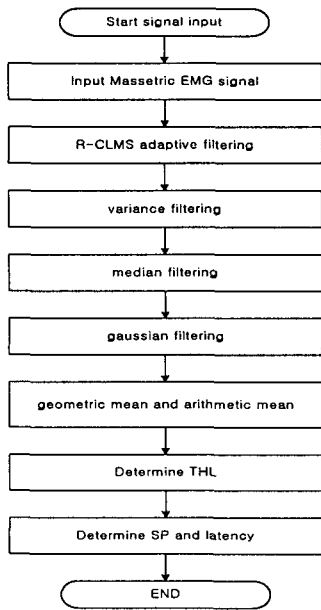 Start signal input
Input Massetric EMG signal
R-CLMS adaptive filtering
variance filtering
median filtering
gaussian filtering
geometric mean and arithmetic mean
Determine THL
Determine SP and latency
END